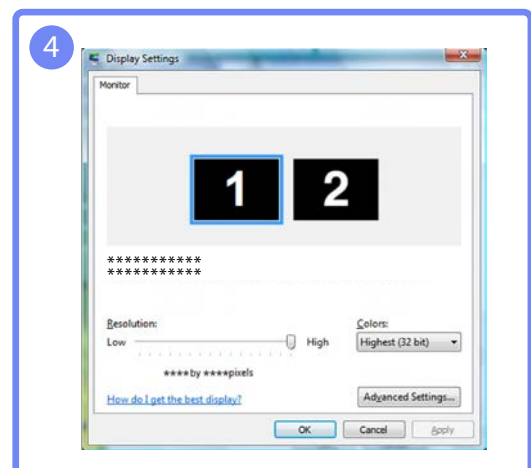 4
Display Settings
Monitor
1 2
***********
***********
Resolution: Colors:
Low High Highest (32 bit)
****by ****pixels
How do I get the best display? Advanced Settings...
OK Cancel Apply